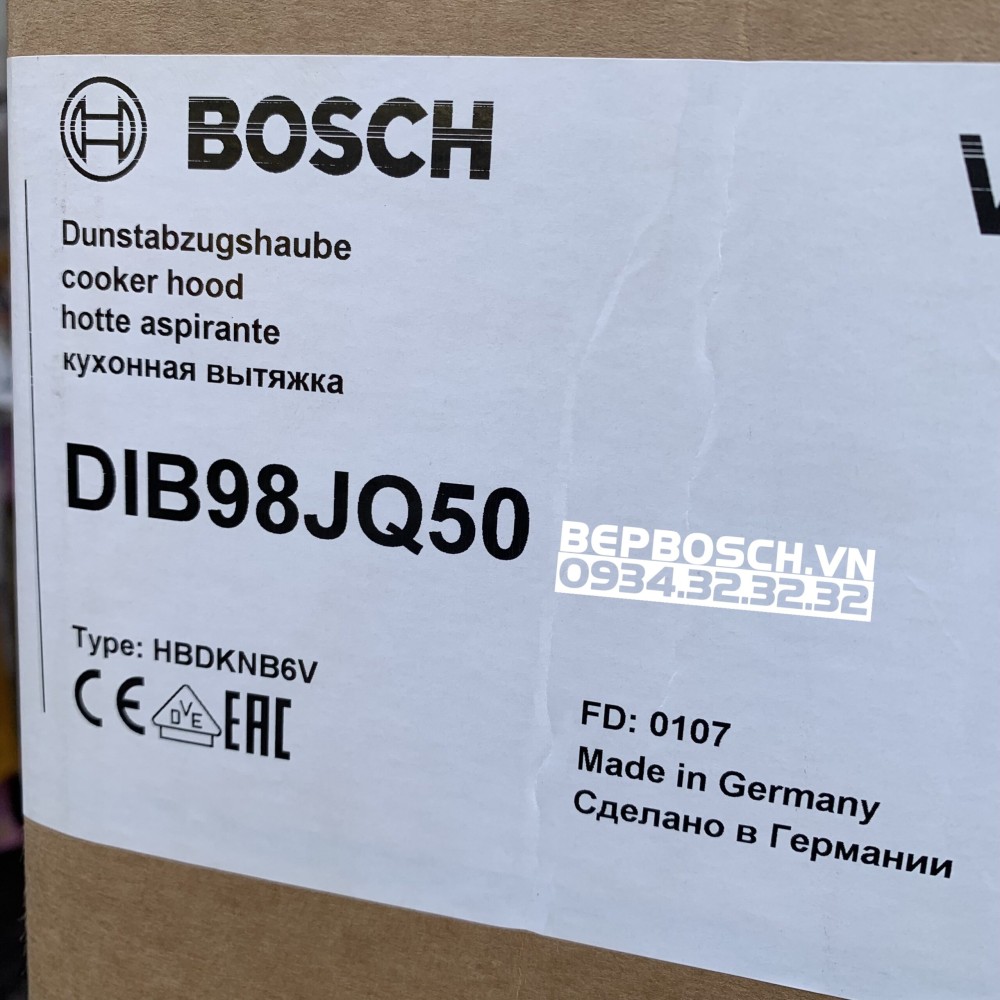 BOSCH
Dunstabzugshaube
cooker hood
hotte aspirante
кухонная вытяжка
DIB98JQ50
BEPBOSCH.VN
0934.32.32.32
Type: HBDKNB6V
CE DVE EAC
FD: 0107
Made in Germany
Сделано в Германии